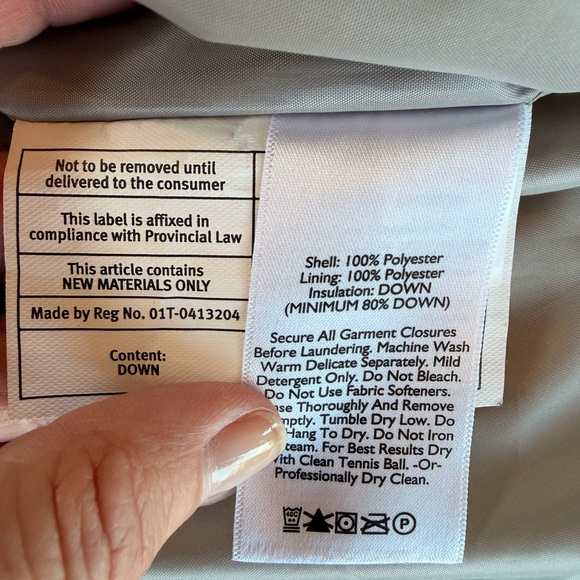 Not to be removed until
delivered to the consumer
This label is affixed in
compliance with Provincial Law
This article contains
NEW MATERIALS ONLY
Made by Reg No. 01T-0413204
Content:
DOWN
Shell: 100% Polyester
Lining: 100% Polyester
Insulation: DOWN
(MINIMUM 80% DOWN)
Secure All Garment Closures
Before Laundering. Machine Wash
Warm Delicate Separately. Mild
Detergent Only. Do Not Bleach.
Do Not Use Fabric Softeners.
Thoroughly And Remove
Tumble Dry Low. Do
Hang To Dry. Do Not Iron
For Best Results Dry
With Clean Tennis Ball. -Or-
Professionally Dry Clean.
40C P